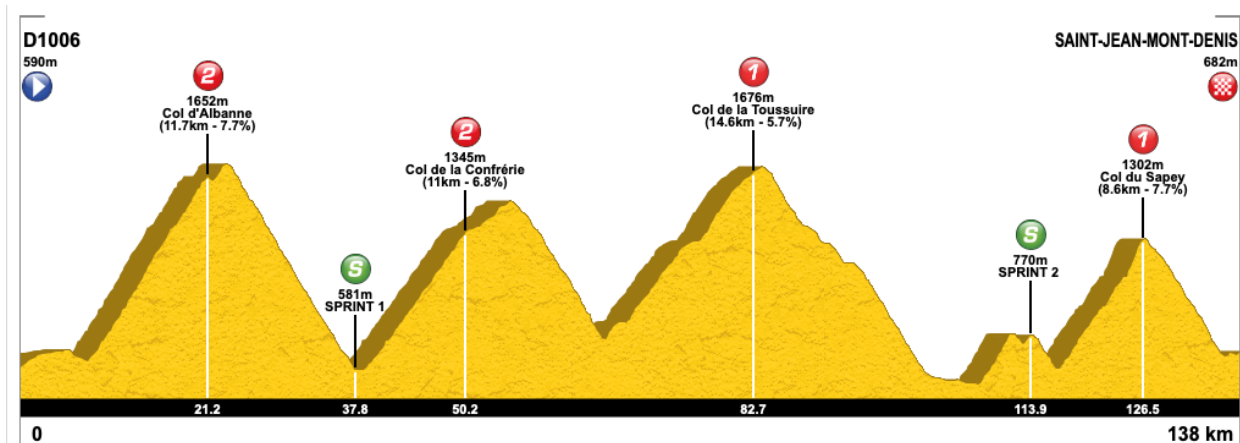 D1006
590m
2
1652m
Col d'Albanne
(11.7km - 7.7%)
S
581m
SPRINT 1
2
1345m
Col de la Confrérie
(11km - 6.8%)
1
1676m
Col de la Toussuire
(14.6km - 5.7%)
S
770m
SPRINT 2
1
1302m
Col du Sapey
(8.6km - 7.7%)
SAINT-JEAN-MONT-DENIS
682m
21.2
37.8
50.2
82.7
113.9
126.5
0
138 km